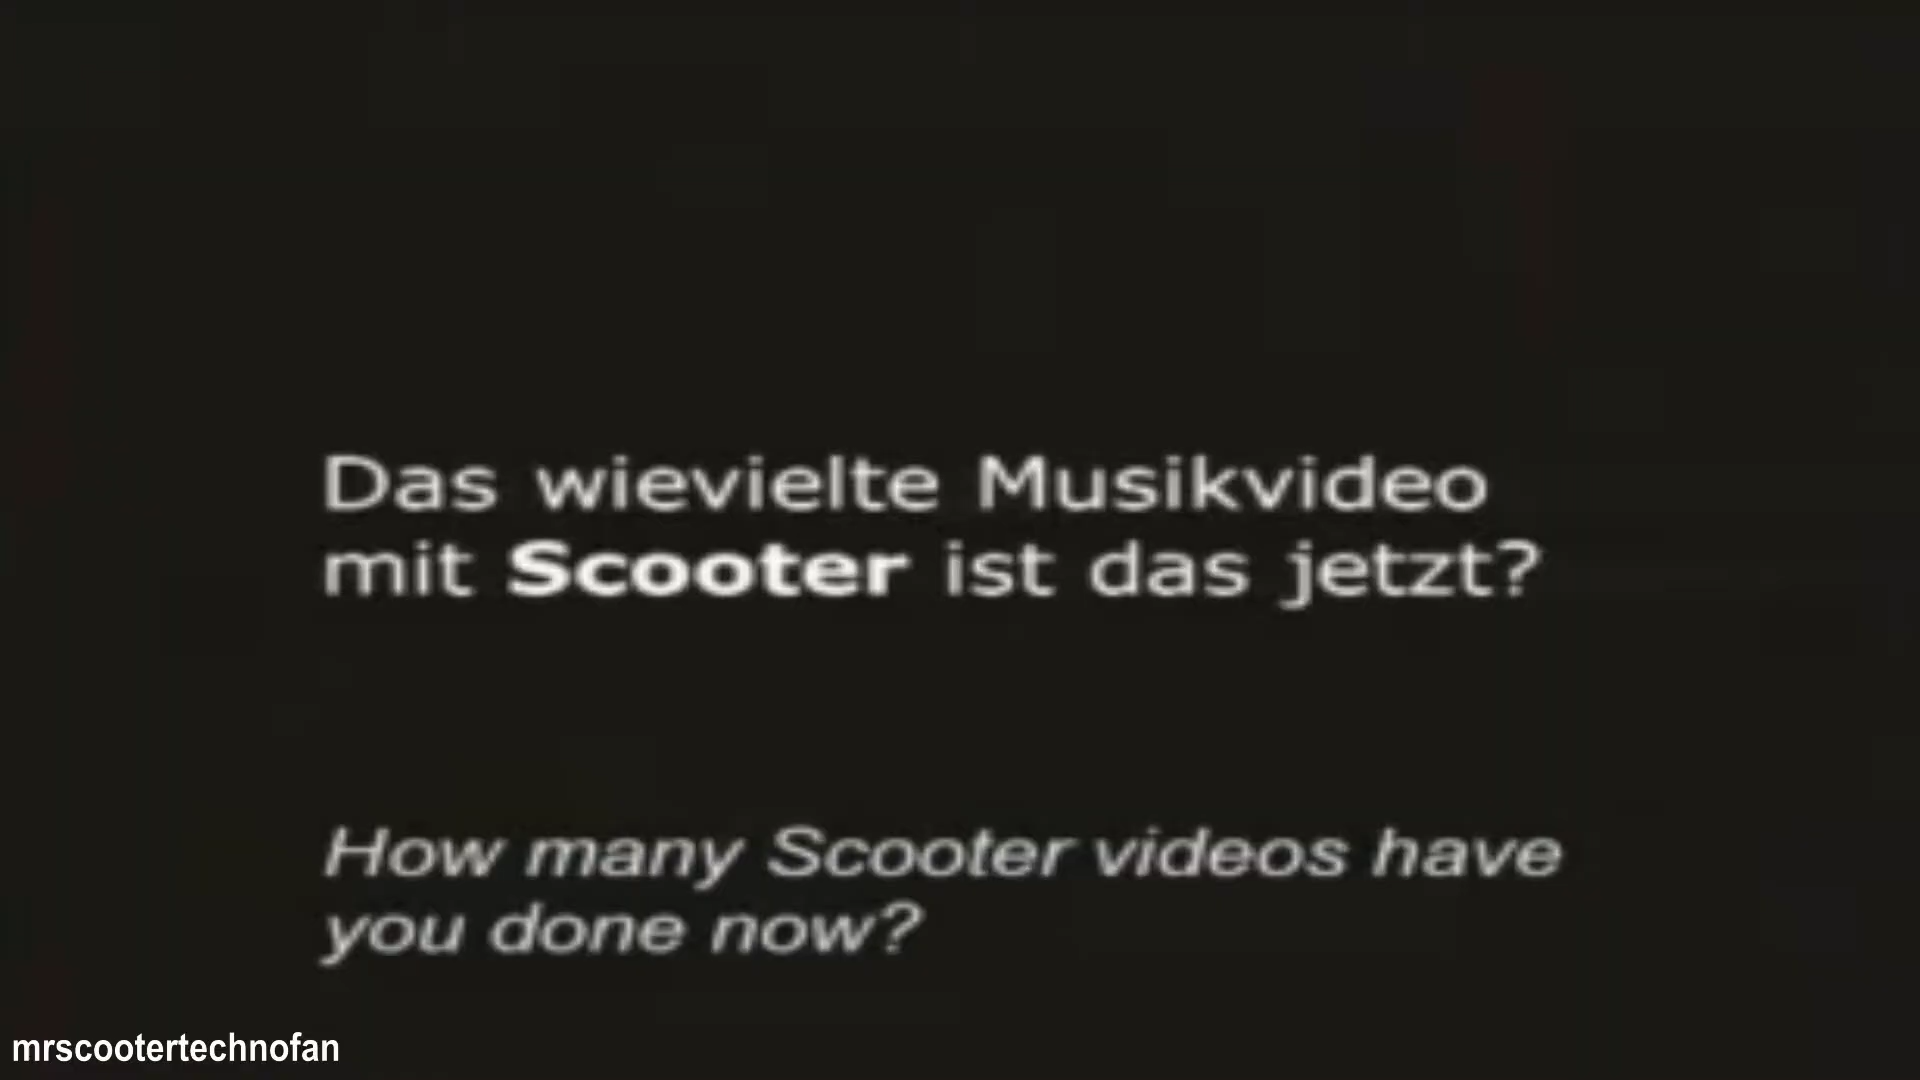 Das wievielte Musikvideo
mit Scooter ist das jetzt?
How many Scooter videos have
you done now?
mrscootertechnofan